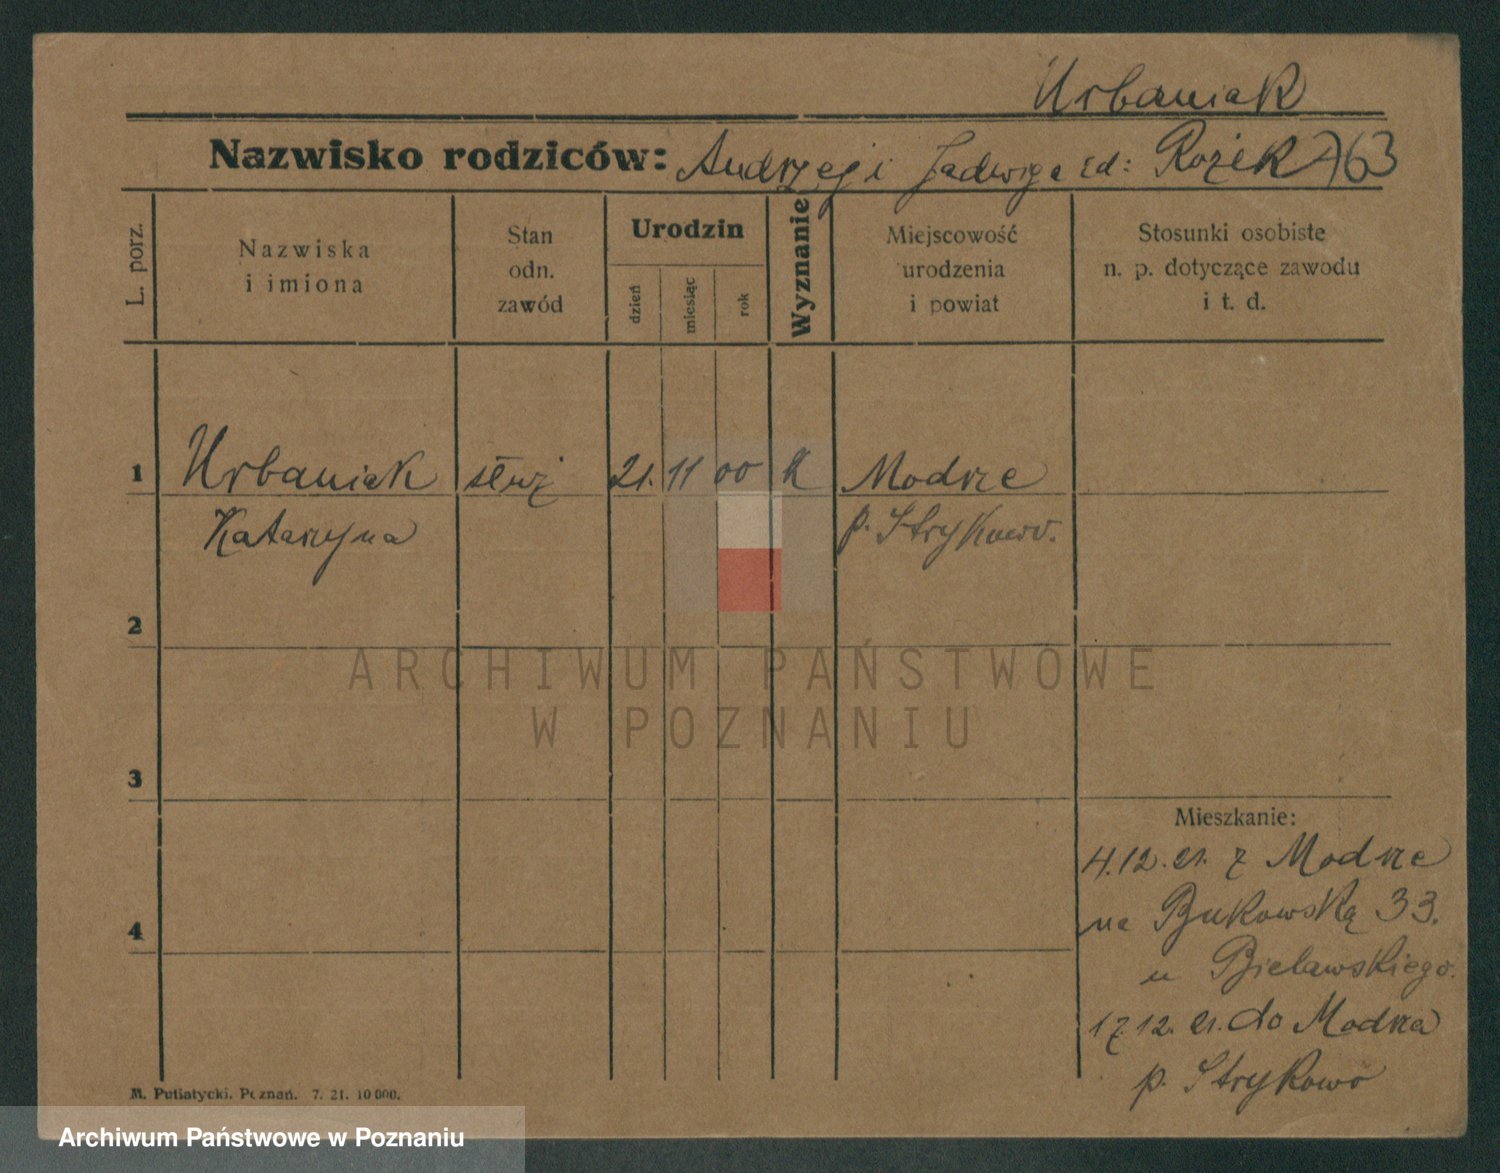 Urbaniak
Nazwisko rodziców: Andrzej i Jadwiga zd: Rożek 763
L. porz.
Nazwiska
i imiona
Stan
odn.
zawód
Urodzin
dzień
miesiąc
rok
Wyznanie
Miejscowość
urodzenia
i powiat
Stosunki osobiste
n. p. dotyczące zawodu
i t. d.
1 Urbaniak służ 21. 11 00 K Modrze
Katarzyna p. Strykowo.
2
ARCHIWUM PAŃSTWOWE
W POZNANIU
3
Mieszkanie:
4.12.21. z Modrze
na Bukowską 33.
4
u Bielawskiego.
17.12. 21. do Modrza
p. Strykowo
M. Putiatycki. Poznań. 7. 21. 10 000.
Archiwum Państwowe w Poznaniu